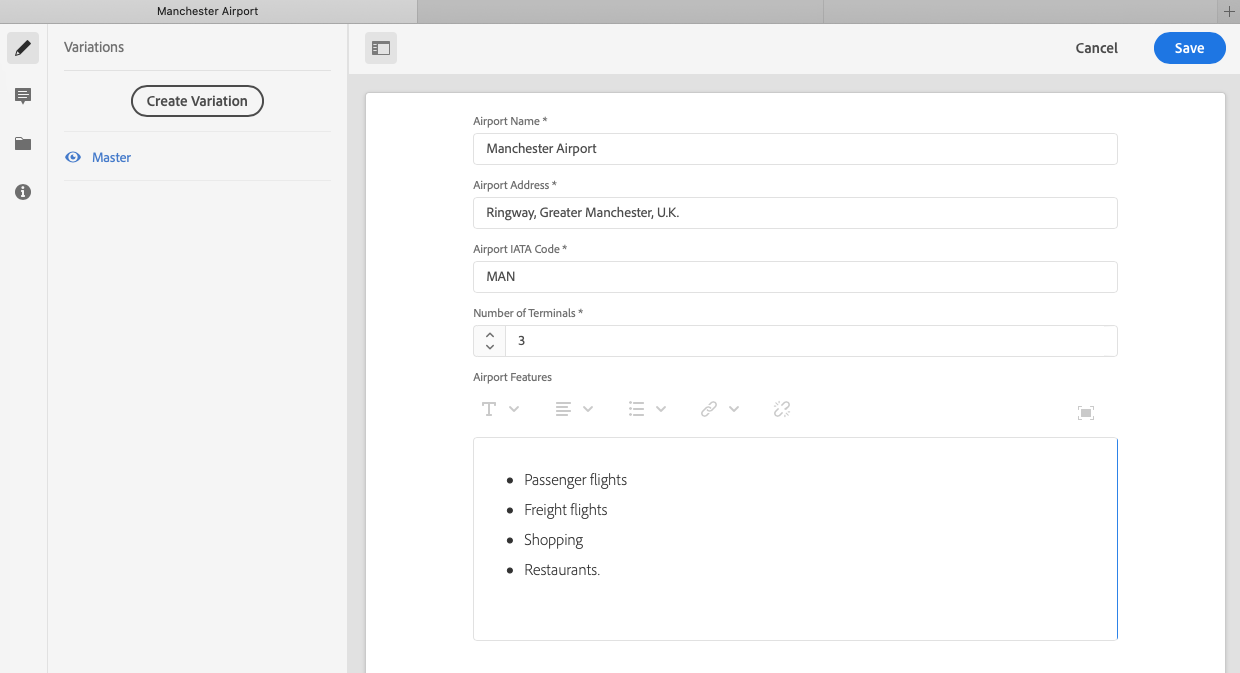 Manchester Airport
Variations
Create Variation
Master
Cancel
Save
Airport Name *
Manchester Airport
Airport Address *
Ringway, Greater Manchester, U.K.
Airport IATA Code *
MAN
Number of Terminals *
3
Airport Features
T
• Passenger flights
• Freight flights
• Shopping
• Restaurants.